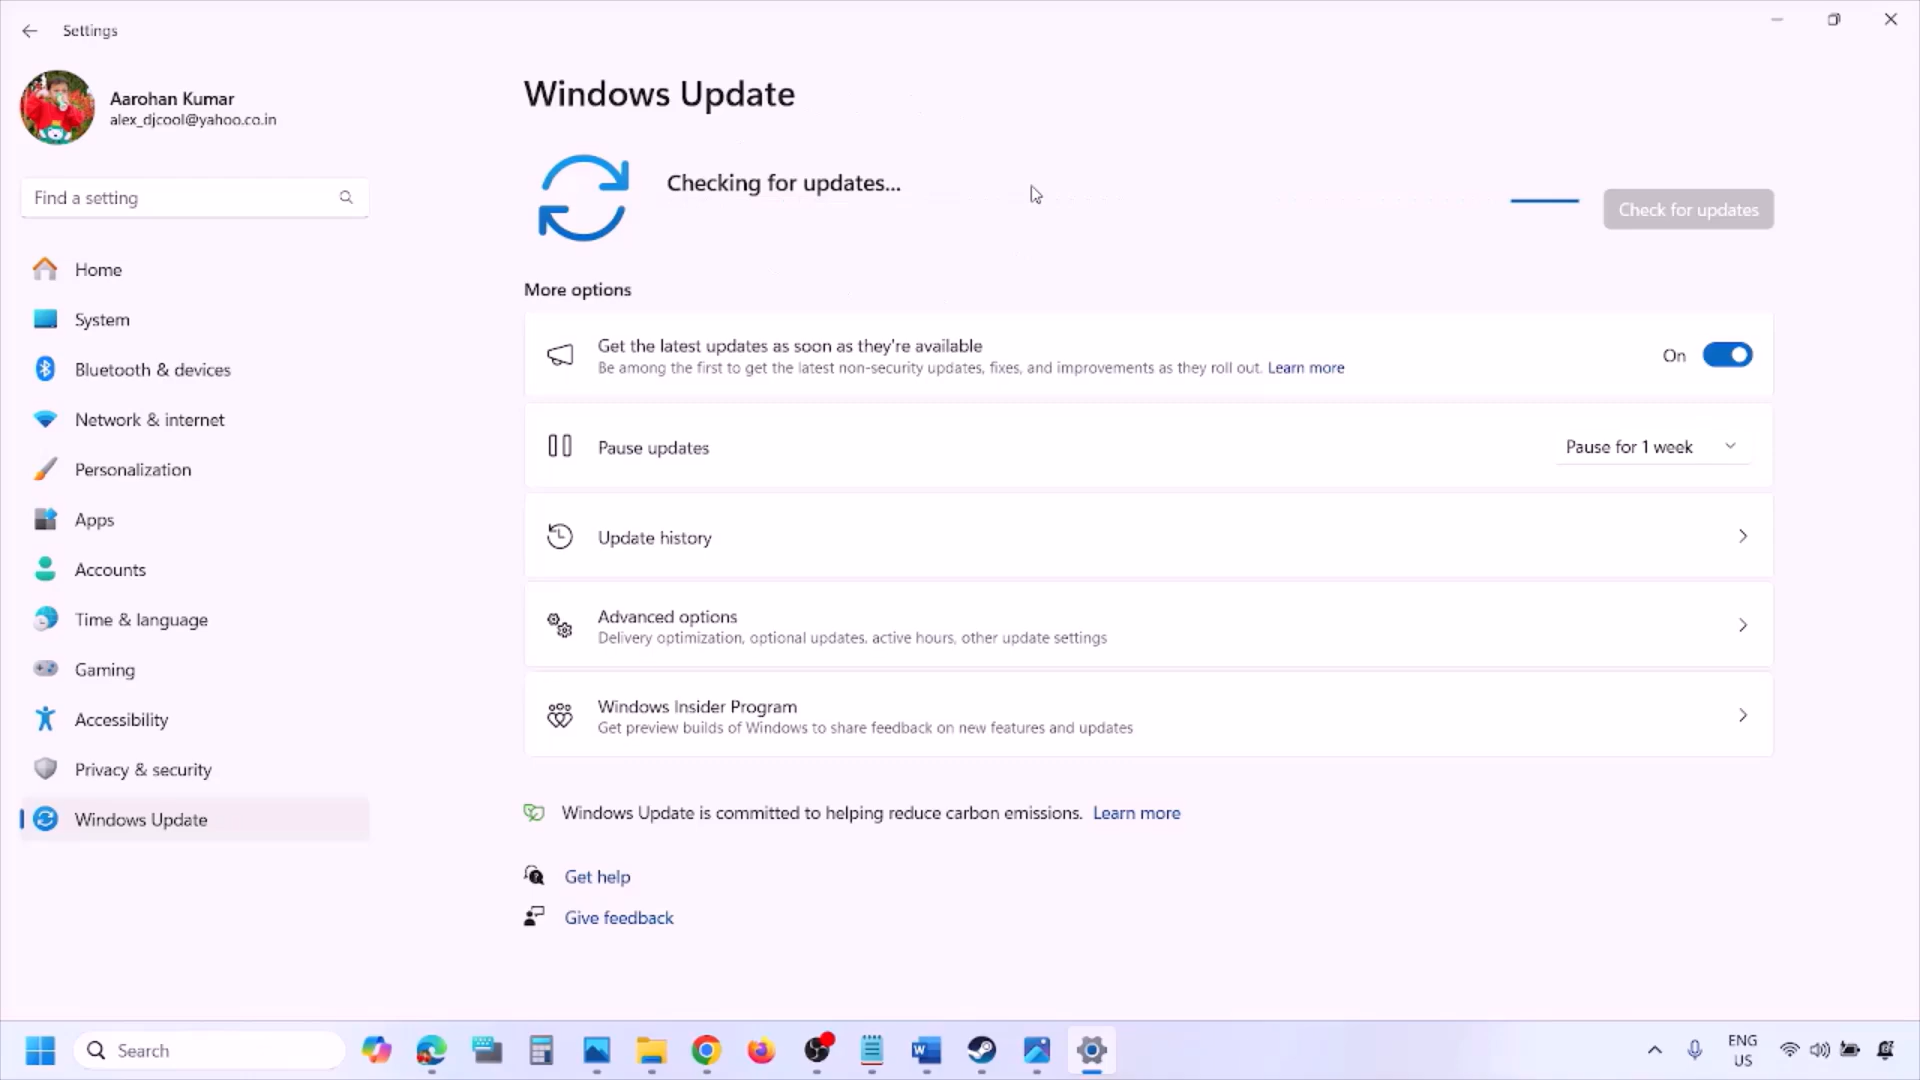 Settings
Aarohan Kumar
alex_djcool@yahoo.co.in
Find a setting
Home
System
Bluetooth & devices
Network & internet
Personalization
Apps
Accounts
Time & language
Gaming
Accessibility
Privacy & security
Windows Update
Windows Update
Checking for updates...
Check for updates
More options
Get the latest updates as soon as they're available
Be among the first to get the latest non-security updates, fixes, and improvements as they roll out. Learn more
On
Pause updates
Pause for 1 week
Update history
Advanced options
Delivery optimization, optional updates, active hours, other update settings
Windows Insider Program
Get preview builds of Windows to share feedback on new features and updates
Windows Update is committed to helping reduce carbon emissions. Learn more
Get help
Give feedback
Search
ENG
US